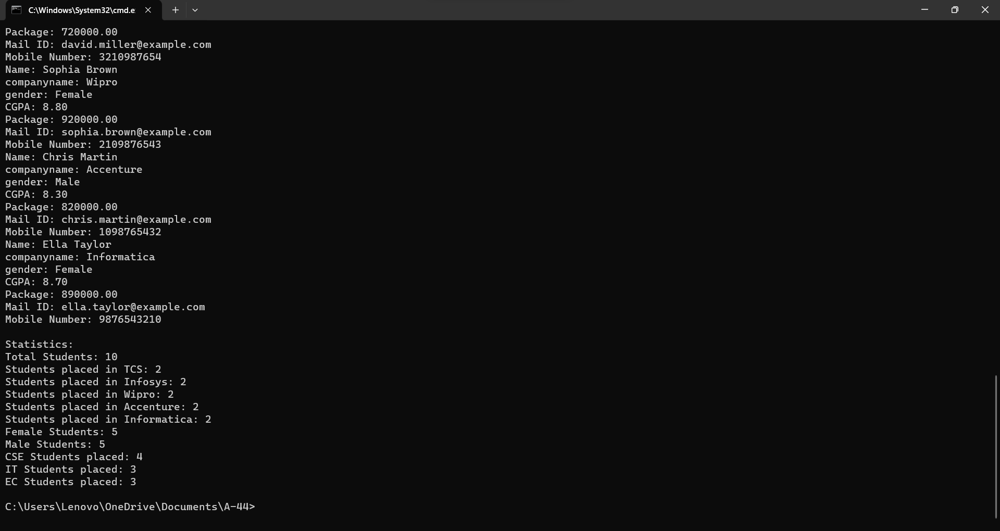 C:\Windows\System32\cmd.e
Package: 720000.00
Mail ID: david.miller@example.com
Mobile Number: 3210987654
Name: Sophia Brown
companyname: Wipro
gender: Female
CGPA: 8.80
Package: 920000.00
Mail ID: sophia.brown@example.com
Mobile Number: 2109876543
Name: Chris Martin
companyname: Accenture
gender: Male
CGPA: 8.30
Package: 820000.00
Mail ID: chris.martin@example.com
Mobile Number: 1098765432
Name: Ella Taylor
companyname: Informatica
gender: Female
CGPA: 8.70
Package: 890000.00
Mail ID: ella.taylor@example.com
Mobile Number: 9876543210
Statistics:
Total Students: 10
Students placed in TCS: 2
Students placed in Infosys: 2
Students placed in Wipro: 2
Students placed in Accenture: 2
Students placed in Informatica: 2
Female Students: 5
Male Students: 5
CSE Students placed: 4
IT Students placed: 3
EC Students placed: 3
C:\Users\Lenovo\OneDrive\Documents\A-44>